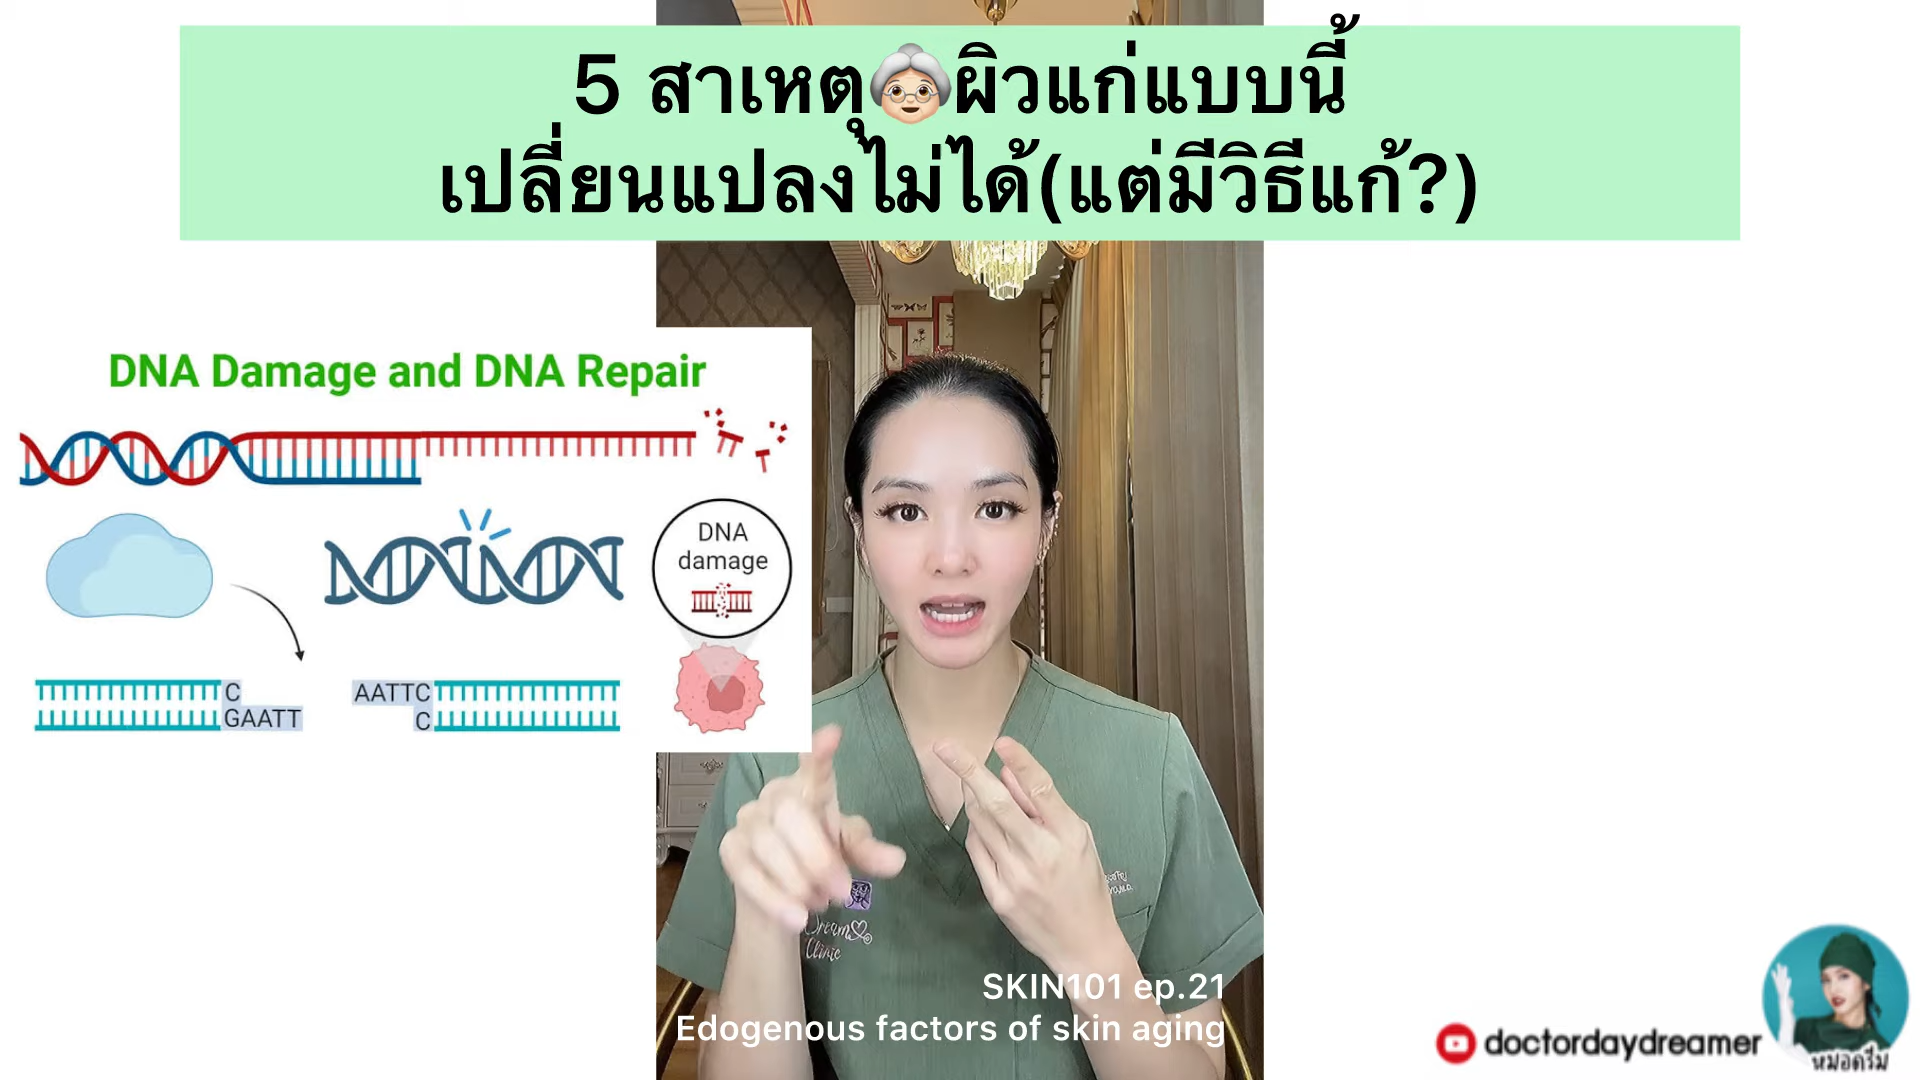 5 สาเหตุ👵🏻ผิวแก่แบบนี้
เปลี่ยนแปลงไม่ได้(แต่มีวิธีแก้?)
DNA Damage and DNA Repair
DNA
damage
C
GAATT
AATTC
C
Dream
Clinic
SKIN101 ep.21
Edogenous factors of skin aging
doctordaydreamer
หมอดรีม